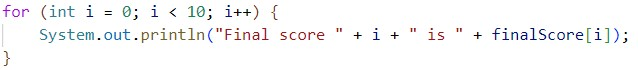 for (int i = 0; i < 10; i++) {
    System.out.println("Final score " + i + " is " + finalScore[i]);
}